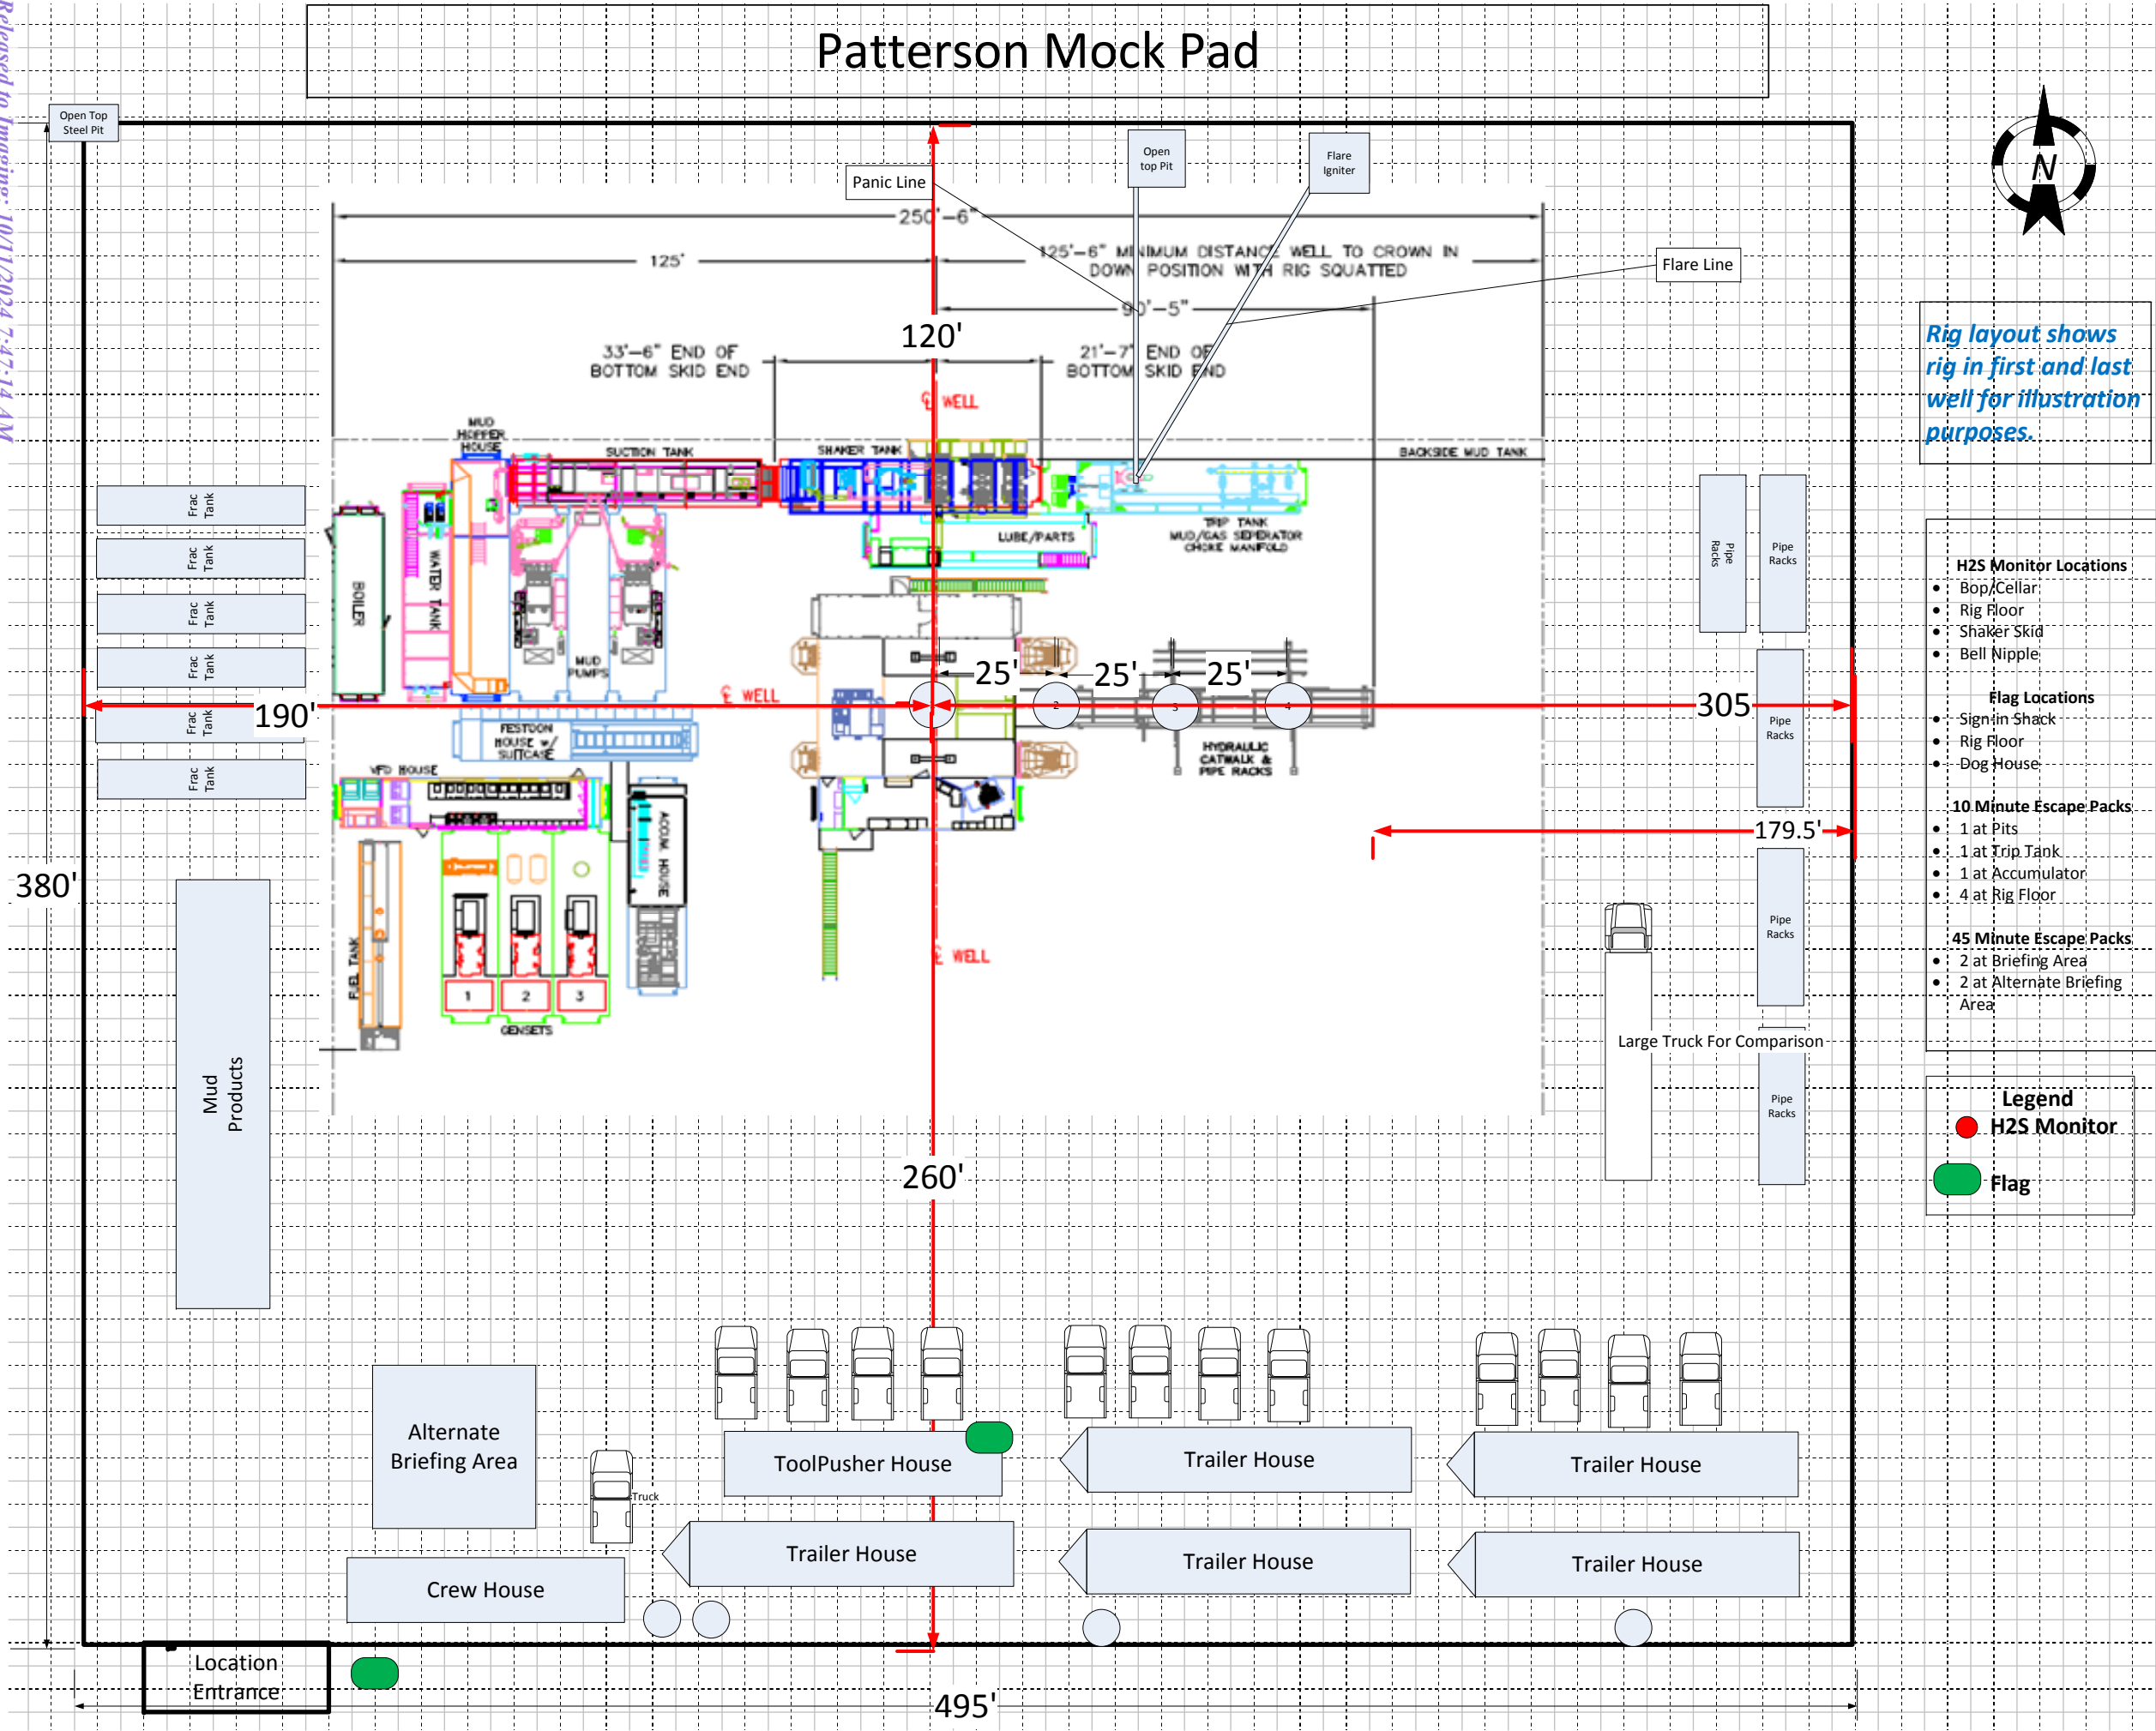 Released to Imaging: 10/11/2024 7:47:14 AM
Patterson Mock Pad
Open Top
Steel Pit
Panic Line
Open
top Pit
Flare
Igniter
Flare Line
N
250'-6"
125'
125'-6" MINIMUM DISTANCE WELL TO CROWN IN
DOWN POSITION WITH RIG SQUATTED
90'-5"
120'
33'-6" END OF
BOTTOM SKID END
21'-7" END OF
BOTTOM SKID END
℄ WELL
Rig layout shows
rig in first and last
well for illustration
purposes.
MUD
HOPPER
HOUSE
SUCTION TANK
SHAKER TANK
BACKSIDE MUD TANK
Frac
Tank
Frac
Tank
Frac
Tank
Frac
Tank
Frac
Tank
Frac
Tank
BOILER
WATER TANK
MUD
PUMPS
LUBE/PARTS
TRIP TANK
MUD/GAS SEPERATOR
CHOKE MANIFOLD
Pipe
Racks
Pipe
Racks
Pipe
Racks
Pipe
Racks
Pipe
Racks
25'
25'
25'
2
3
4
℄ WELL
190'
305
179.5'
FESTOON
HOUSE w/
SUITCASE
HYDRAULIC
CATWALK &
PIPE RACKS
VFD HOUSE
ACCUM. HOUSE
FUEL TANK
1
2
3
GENSETS
℄ WELL
380'
Mud
Products
Large Truck For Comparison
260'
H2S Monitor Locations
• Bop/Cellar
• Rig Floor
• Shaker Skid
• Bell Nipple
Flag Locations
• Sign in Shack
• Rig Floor
• Dog House
10 Minute Escape Packs
• 1 at Pits
• 1 at Trip Tank
• 1 at Accumulator
• 4 at Rig Floor
45 Minute Escape Packs
• 2 at Briefing Area
• 2 at Alternate Briefing
Area
Legend
H2S Monitor
Flag
Alternate
Briefing Area
Truck
ToolPusher House
Trailer House
Trailer House
Crew House
Trailer House
Trailer House
Trailer House
Location
Entrance
495'